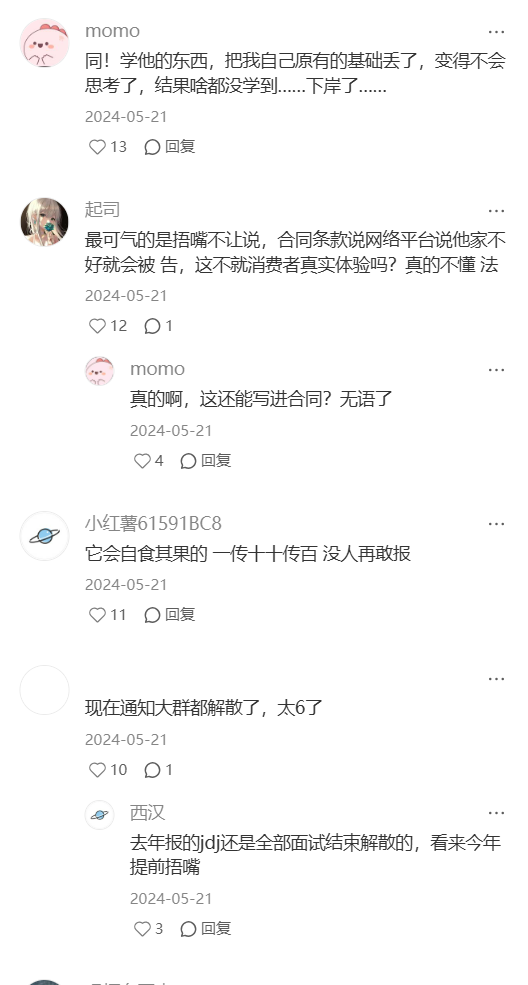 momo
同！学他的东西，把我自己原有的基础丢了，变得不会
思考了，结果啥都没学到......下岸了......
2024-05-21
13 回复
起司
最可气的是捂嘴不让说，合同条款说网络平台说他家不
好就会被 告，这不就消费者真实体验吗？真的不懂 法
2024-05-21
12 1
momo
真的啊，这还能写进合同？无语了
2024-05-21
4 回复
小红薯61591BC8
它会自食其果的 一传十十传百 没人再敢报
2024-05-21
11 回复
现在通知大群都解散了，太6了
2024-05-21
10 1
西汉
去年报的jdj还是全部面试结束解散的，看来今年
提前捂嘴
2024-05-21
3 回复